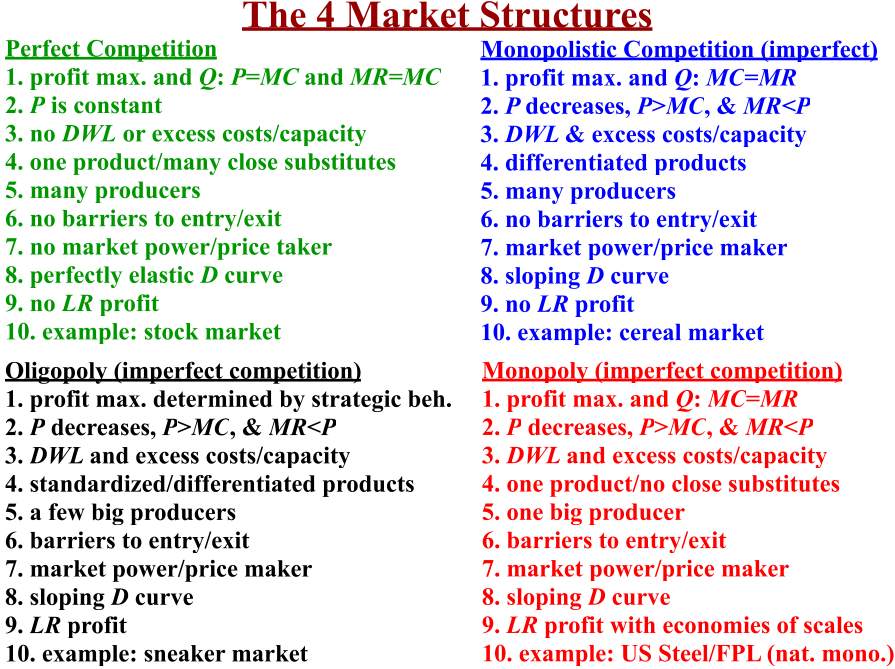 The 4 Market Structures
Perfect Competition
1. profit max. and Q: P=MC and MR=MC
2. P is constant
3. no DWL or excess costs/capacity
4. one product/many close substitutes
5. many producers
6. no barriers to entry/exit
7. no market power/price taker
8. perfectly elastic D curve
9. no LR profit
10. example: stock market
Monopolistic Competition (imperfect)
1. profit max. and Q: MC=MR
2. P decreases, P>MC, & MR<P
3. DWL & excess costs/capacity
4. differentiated products
5. many producers
6. no barriers to entry/exit
7. market power/price maker
8. sloping D curve
9. no LR profit
10. example: cereal market
Oligopoly (imperfect competition)
1. profit max. determined by strategic beh.
2. P decreases, P>MC, & MR<P
3. DWL and excess costs/capacity
4. standardized/differentiated products
5. a few big producers
6. barriers to entry/exit
7. market power/price maker
8. sloping D curve
9. LR profit
10. example: sneaker market
Monopoly (imperfect competition)
1. profit max. and Q: MC=MR
2. P decreases, P>MC, & MR<P
3. DWL and excess costs/capacity
4. one product/no close substitutes
5. one big producer
6. barriers to entry/exit
7. market power/price maker
8. sloping D curve
9. LR profit with economies of scales
10. example: US Steel/FPL (nat. mono.)